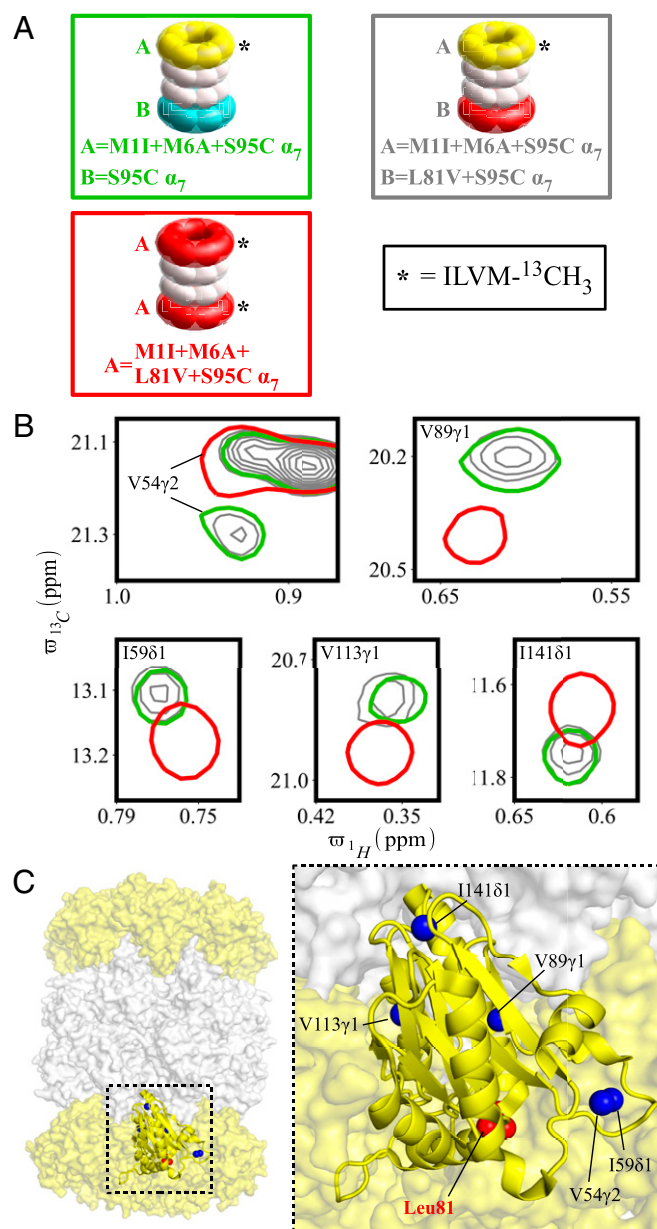 A
A *
B
A=M1I+M6A+S95C α7
B=S95C α7
A *
B
A=M1I+M6A+S95C α7
B=L81V+S95C α7
A *
A *
A=M1I+M6A+
L81V+S95C α7
* = ILVM-13CH3
B
21.1
V54γ2
21.3
1.0 0.9
V89γ1
20.2
20.5
0.65 0.55
ϖ13C (ppm)
I59δ1
13.1
13.2
0.79 0.75
V113γ1
20.7
21.0
0.42 0.35
I141δ1
11.6
11.8
0.65 0.6
ϖ1H (ppm)
C
I141δ1
V89γ1
V113γ1
Leu81
I59δ1
V54γ2